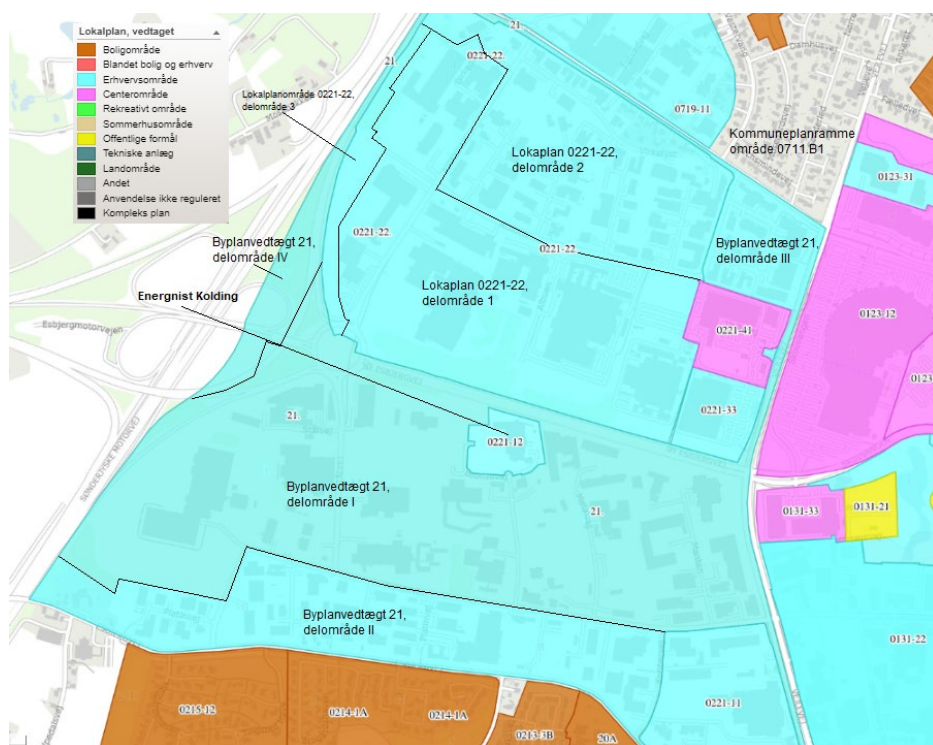 Lokalplan, vedtaget
Boligområde
Blandet bolig og erhverv
Erhvervsområde
Centerområde
Rekreativt område
Sommerhusområde
Offentlige formål
Tekniske anlæg
Landområde
Andet
Anvendelse ikke reguleret
Kompleks plan
Lokalplanområde 0221-22,
delområde 3
21.
21.
0221-22.
0719-11
Damhusvej
Kommuneplanramme
område 0711.B1
Lokaplan 0221-22,
delområde 2
0123-31
0221-22.
0221-22.
Byplanvedtægt 21,
delområde IV
Byplanvedtægt 21,
delområde III
Energnist Kolding
Lokaplan 0221-22,
delområde 1
0123-12
Esbjergmotorvejen
0221-41
0123
0221-33
21.
0221-12
SØNDERJYSKE MOTORVEJ
Byplanvedtægt 21,
delområde I
21.
0131-33
0131-21
Byplanvedtægt 21,
delområde II
0131-22
0221-11
0215-12
0214-1A
0214-1A
0213-3B
20A